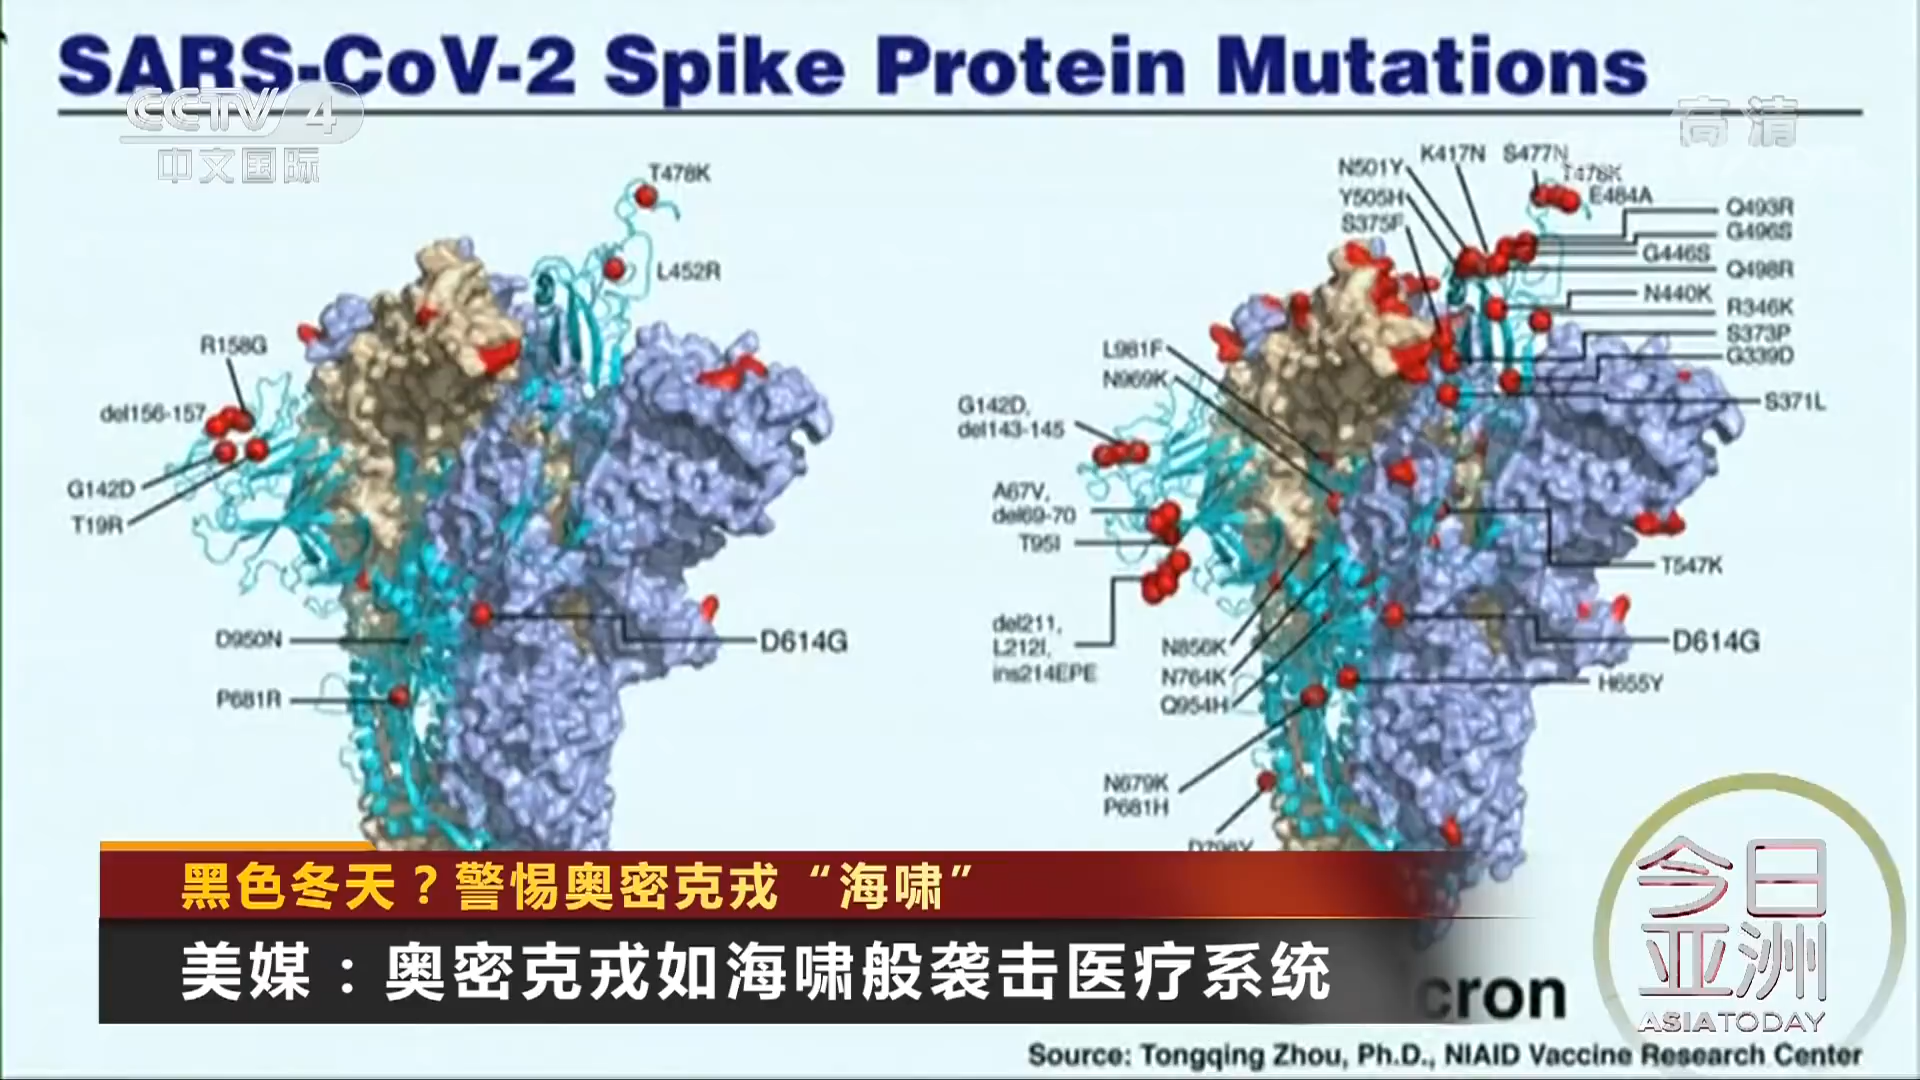 SARS-CoV-2 Spike Protein Mutations
CCTV 4
中文国际
高清
T478K
L452R
R158G
del156-157
G142D
T19R
D950N
D614G
P681R
N501Y
K417N
S477N
T478K
E484A
Y505H
S375F
Q493R
G496S
G446S
Q498R
N440K
R346K
S373P
G339D
S371L
L981F
N969K
G142D,
del143-145
A67V,
del69-70
T95I
T547K
del211,
L212I,
ins214EPE
N856K
N764K
Q954H
D614G
H655Y
N679K
P681H
D796Y
黑色冬天？警惕奥密克戎“海啸”
美媒：奥密克戎如海啸般袭击医疗系统
cron
今日
亚洲
ASIA TODAY
Source: Tongqing Zhou, Ph.D., NIAID Vaccine Research Center